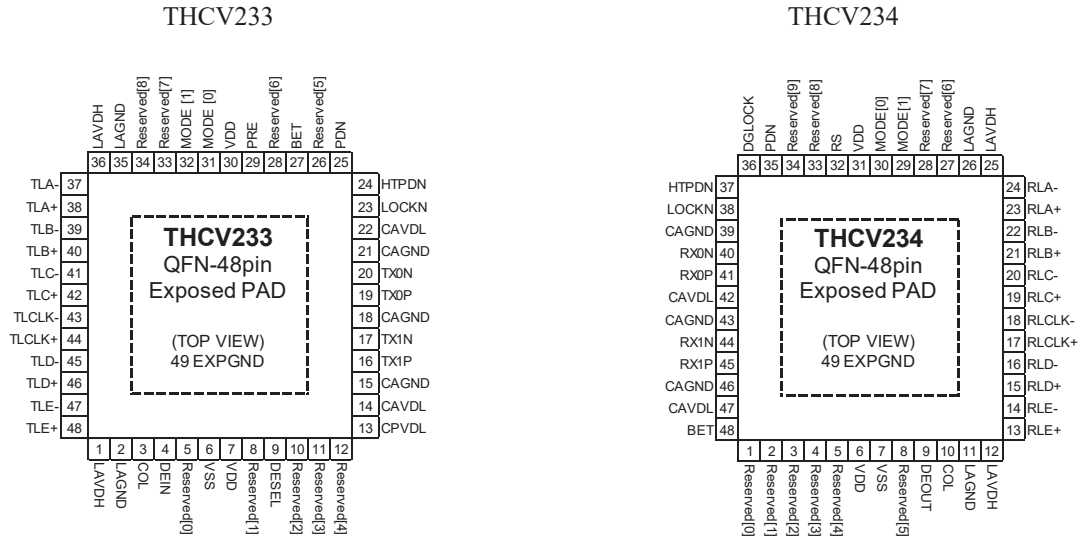 THCV233
LAVDH
LAGND
Reserved[8]
Reserved[7]
MODE [1]
MODE [0]
VDD
PRE
Reserved[6]
BET
Reserved[5]
PDN
36 35 34 33 32 31 30 29 28 27 26 25
TLA- 37
TLA+ 38
TLB- 39
TLB+ 40
TLC- 41
TLC+ 42
TLCLK- 43
TLCLK+ 44
TLD- 45
TLD+ 46
TLE- 47
TLE+ 48
THCV233
QFN-48pin
Exposed PAD
(TOP VIEW)
49 EXPGND
24 HTPDN
23 LOCKN
22 CAVDL
21 CAGND
20 TX0N
19 TX0P
18 CAGND
17 TX1N
16 TX1P
15 CAGND
14 CAVDL
13 CPVDL
1 2 3 4 5 6 7 8 9 10 11 12
LAVDH
LAGND
COL
DEIN
Reserved[0]
VSS
VDD
Reserved[1]
DESEL
Reserved[2]
Reserved[3]
Reserved[4]
THCV234
DGLOCK
PDN
Reserved[9]
Reserved[8]
RS
VDD
MODE[0]
MODE[1]
Reserved[7]
Reserved[6]
LAGND
LAVDH
36 35 34 33 32 31 30 29 28 27 26 25
HTPDN 37
LOCKN 38
CAGND 39
RX0N 40
RX0P 41
CAVDL 42
CAGND 43
RX1N 44
RX1P 45
CAGND 46
CAVDL 47
BET 48
THCV234
QFN-48pin
Exposed PAD
(TOP VIEW)
49 EXPGND
24 RLA-
23 RLA+
22 RLB-
21 RLB+
20 RLC-
19 RLC+
18 RLCLK-
17 RLCLK+
16 RLD-
15 RLD+
14 RLE-
13 RLE+
1 2 3 4 5 6 7 8 9 10 11 12
Reserved[0]
Reserved[1]
Reserved[2]
Reserved[3]
Reserved[4]
VDD
VSS
Reserved[5]
DEOUT
COL
LAGND
LAVDH